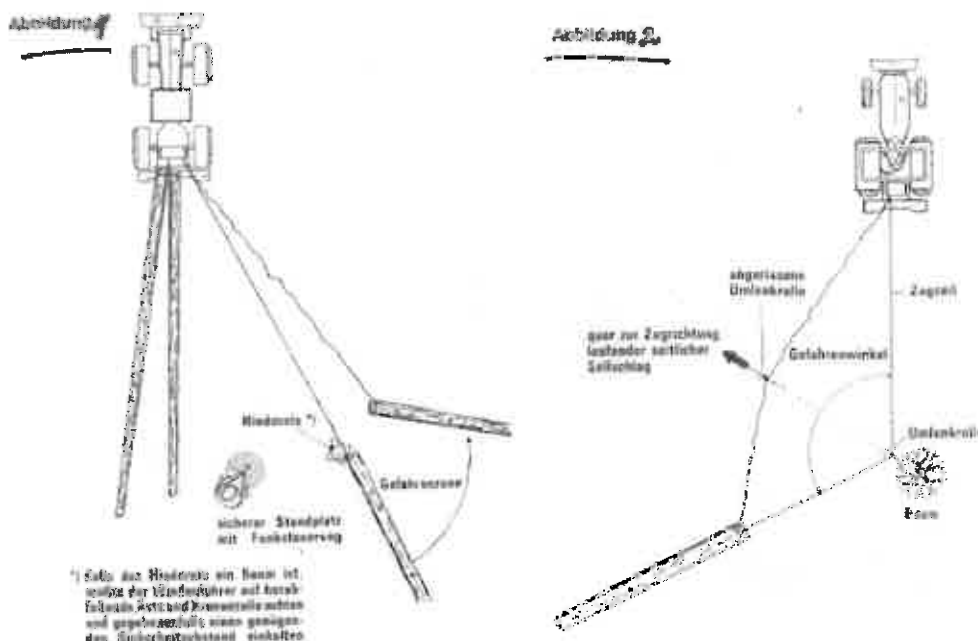 Abbildung 1
Hindernis *)
Gefahrenzone
sicherer Standplatz
mit Funksteuerung
*) Falls das Hindernis ein Baum ist,
sollte der Windenführer auf herab-
fallende Äste und Kronenteile achten
und gegebenenfalls einen genügen-
den Sicherheitsabstand einhalten
Abbildung 2
abgerissene
Umlenkrolle
Zugseil
quer zur Zugrichtung
laufender seitlicher
Seilschlag
Gefahrenwinkel
Umlenkrolle
Baum